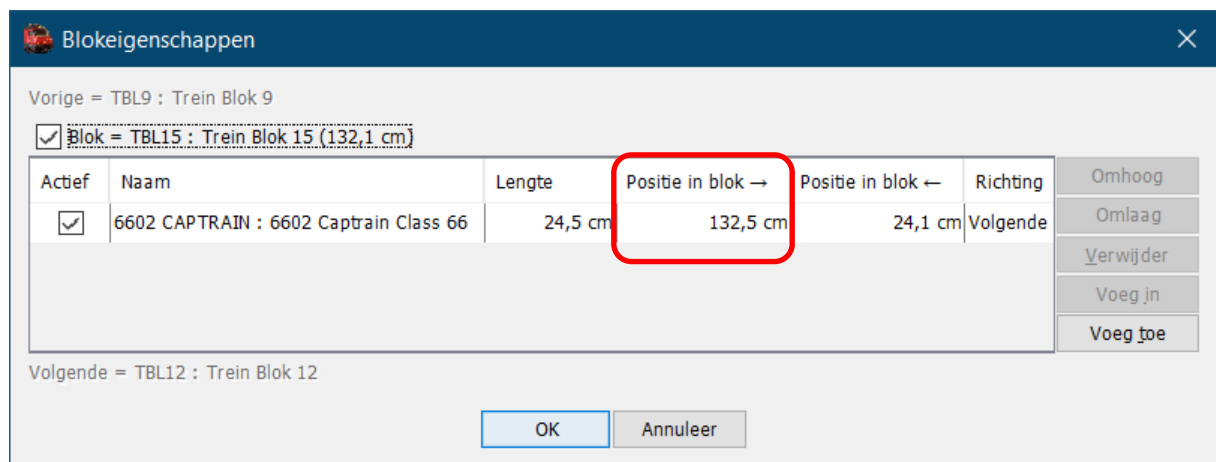 Blokeigenschappen
Vorige = TBL9 : Trein Blok 9
Blok = TBL15 : Trein Blok 15 (132,1 cm)
Actief Naam Lengte Positie in blok → Positie in blok ← Richting
6602 CAPTRAIN : 6602 Captrain Class 66 24,5 cm 132,5 cm 24,1 cm Volgende
Omhoog
Omlaag
Verwijder
Voeg in
Voeg toe
Volgende = TBL12 : Trein Blok 12
OK Annuleer